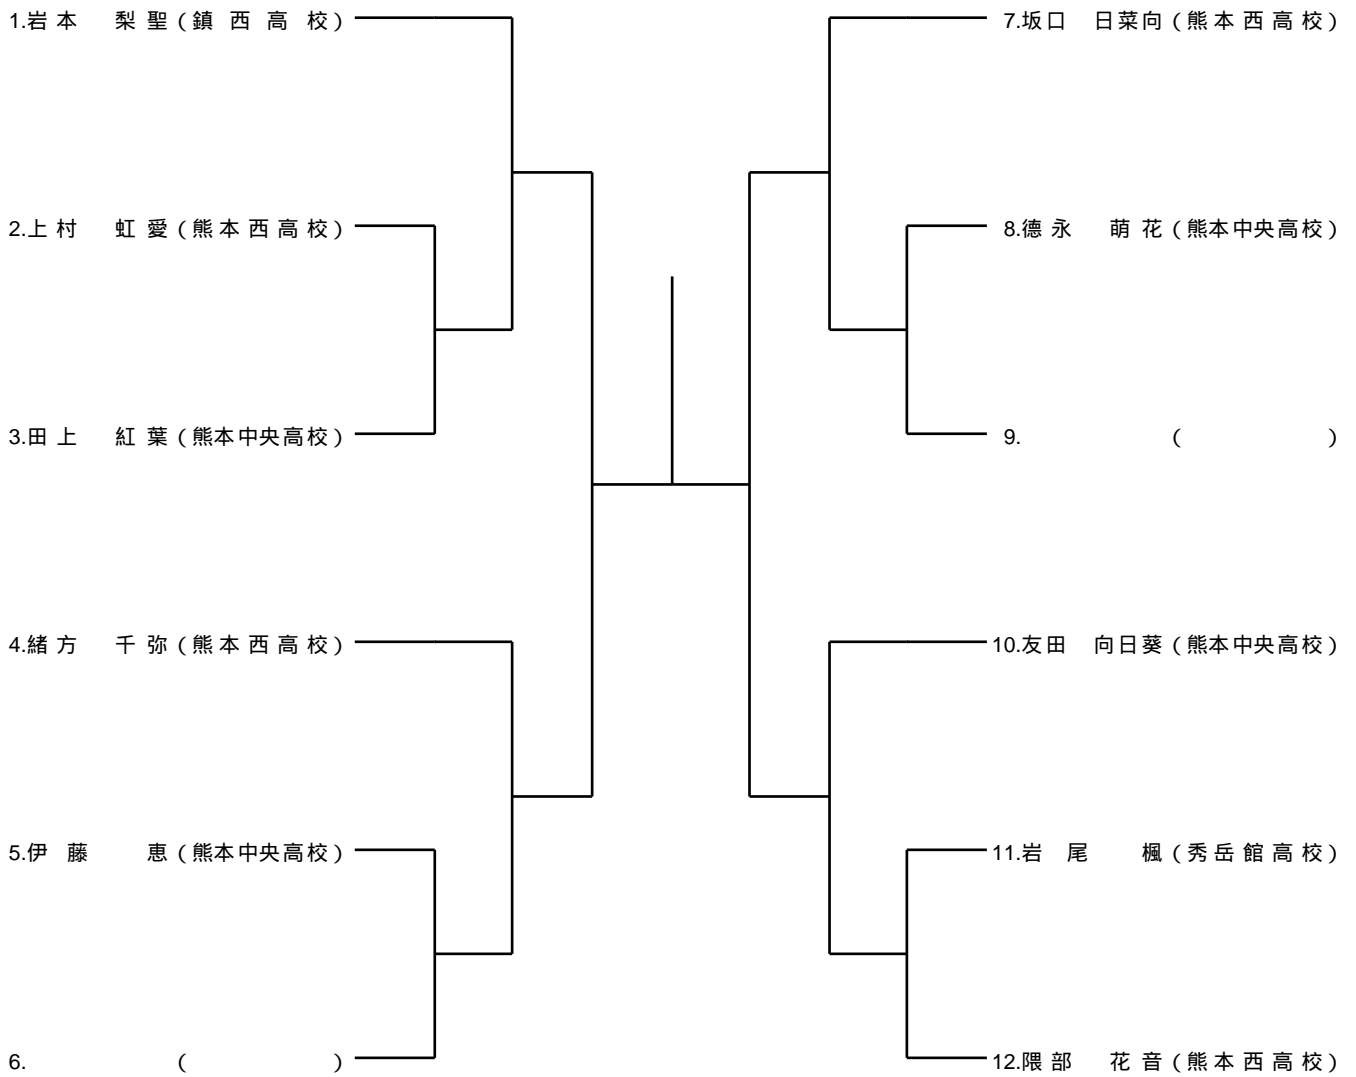 1.岩本 梨聖(鎮西高校)
2.上村 虹愛(熊本西高校)
3.田上 紅葉(熊本中央高校)
4.緒方 千弥(熊本西高校)
5.伊藤 恵(熊本中央高校)
6. ( )
7.坂口 日菜向(熊本西高校)
8.德永 萌花(熊本中央高校)
9. ( )
10.友田 向日葵(熊本中央高校)
11.岩尾 楓(秀岳館高校)
12.隈部 花音(熊本西高校)